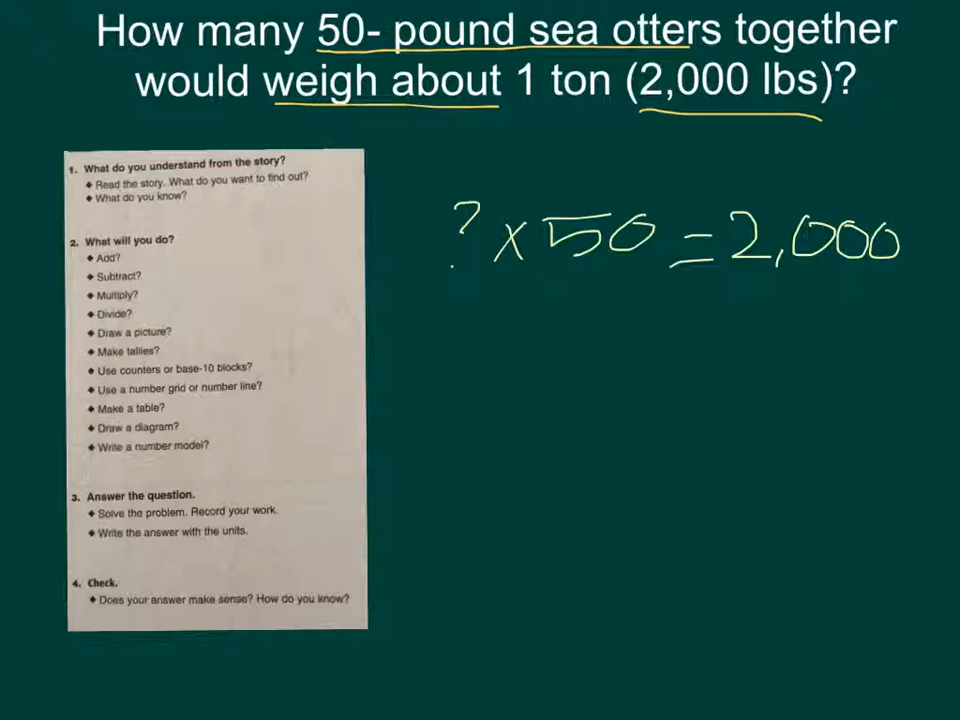 How many 50- pound sea otters together
would weigh about 1 ton (2,000 lbs)?
1. What do you understand from the story?
◆ Read the story. What do you want to find out?
◆ What do you know?
2. What will you do?
◆ Add?
◆ Subtract?
◆ Multiply?
◆ Divide?
◆ Draw a picture?
◆ Make tallies?
◆ Use counters or base-10 blocks?
◆ Use a number grid or number line?
◆ Make a table?
◆ Draw a diagram?
◆ Write a number model?
3. Answer the question.
◆ Solve the problem. Record your work.
◆ Write the answer with the units.
4. Check.
◆ Does your answer make sense? How do you know?
? x 50 = 2,000